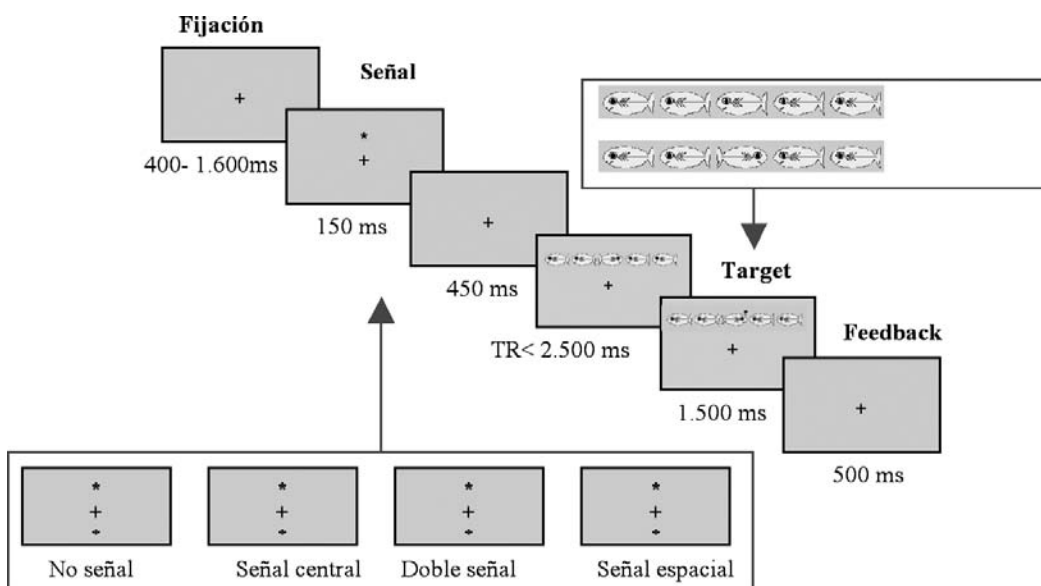 Fijación
Señal
400- 1.600ms
150 ms
450 ms
Target
TR< 2.500 ms
Feedback
1.500 ms
500 ms
No señal
Señal central
Doble señal
Señal espacial